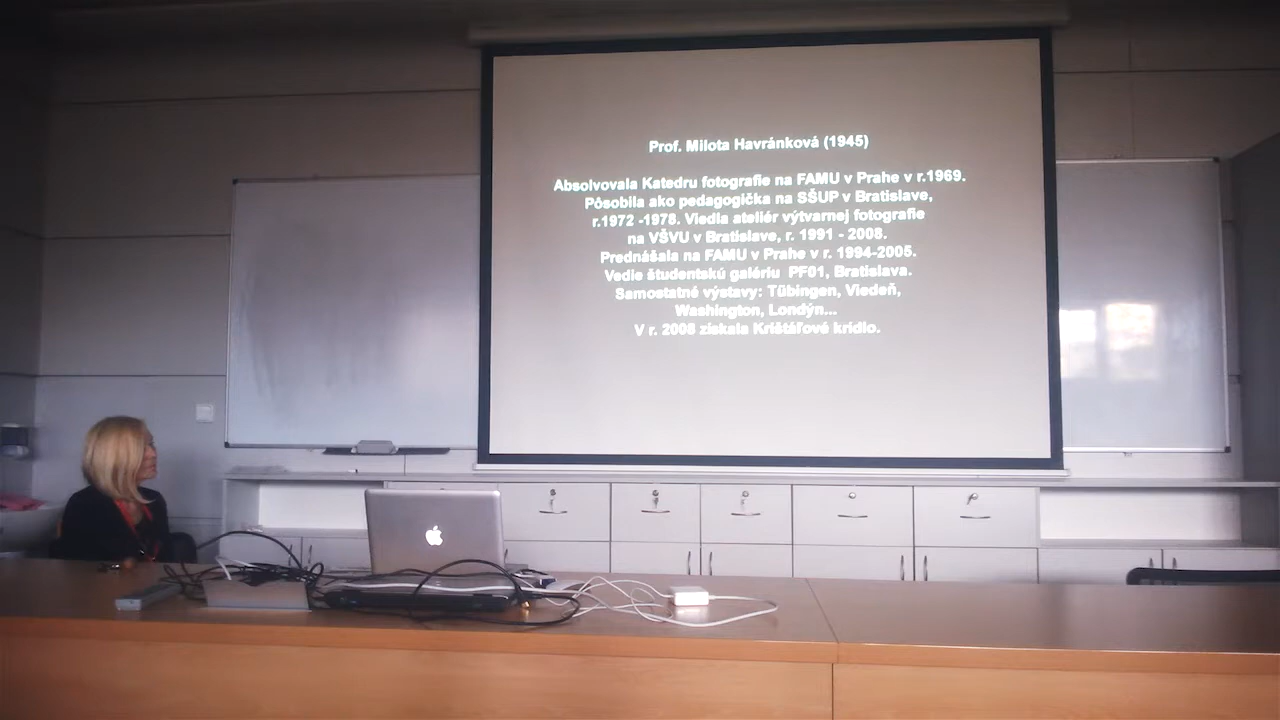 Prof. Milota Havránková (1945)
Absolvovala Katedru fotografie na FAMU v Prahe v r.1969.
Pôsobila ako pedagogička na SŠUP v Bratislave,
r.1972 -1978. Viedla ateliér výtvarnej fotografie
na VŠVU v Bratislave, r. 1991 - 2008.
Prednášala na FAMU v Prahe v r. 1994-2005.
Vedie študentskú galériu PF01, Bratislava.
Samostatné výstavy: Tübingen, Viedeň,
Washington, Londýn...
V r. 2008 získala Krištáľové krídlo.